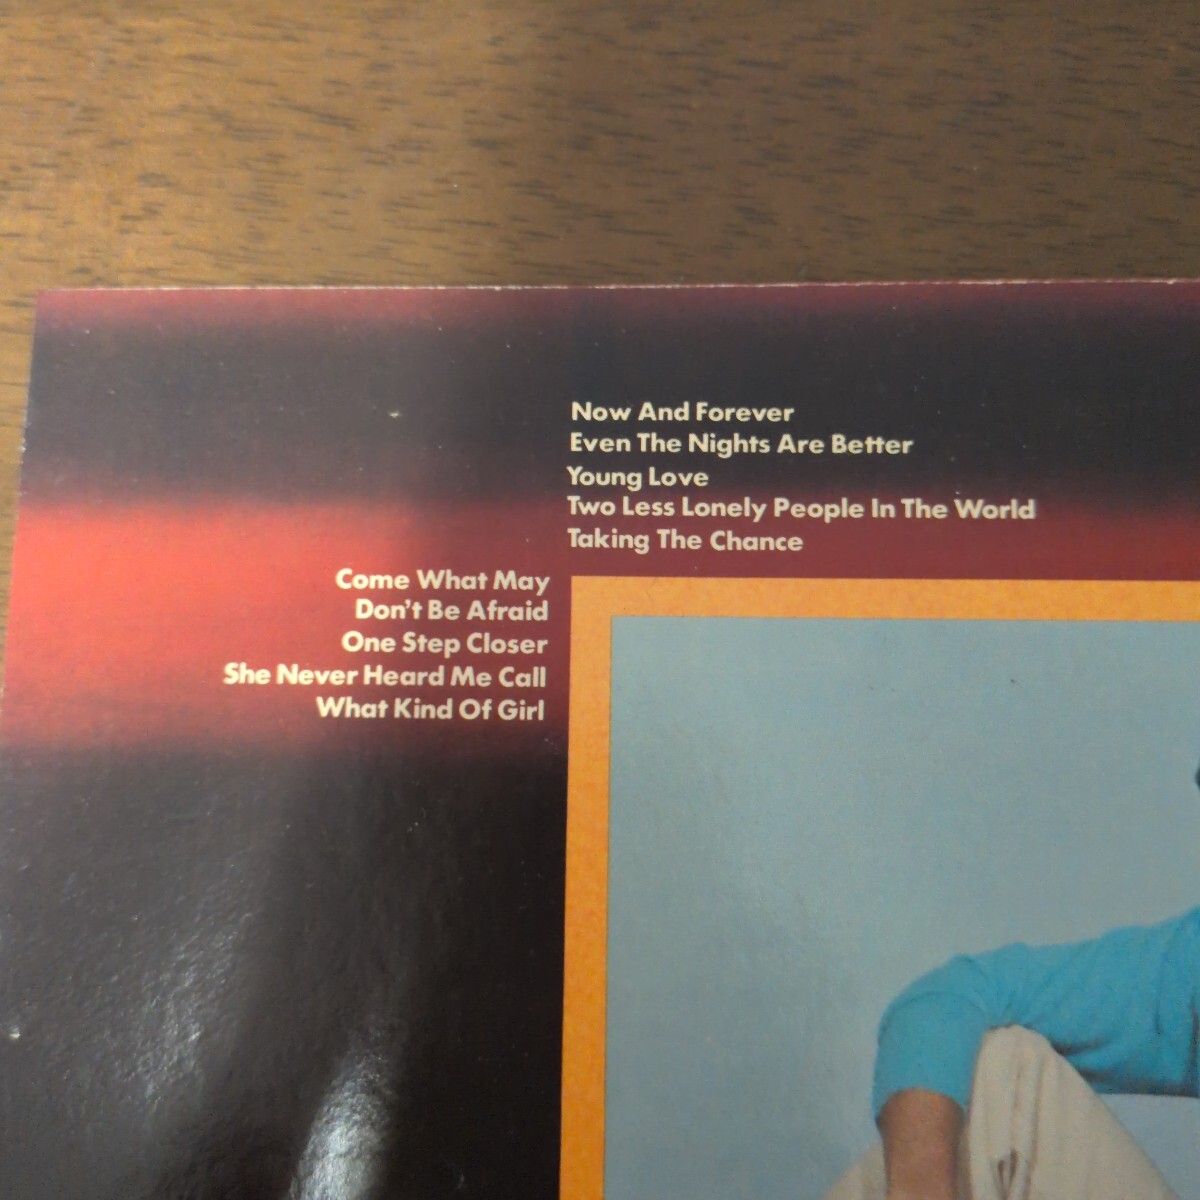 Now And Forever
Even The Nights Are Better
Young Love
Two Less Lonely People In The World
Taking The Chance
Come What May
Don't Be Afraid
One Step Closer
She Never Heard Me Call
What Kind Of Girl